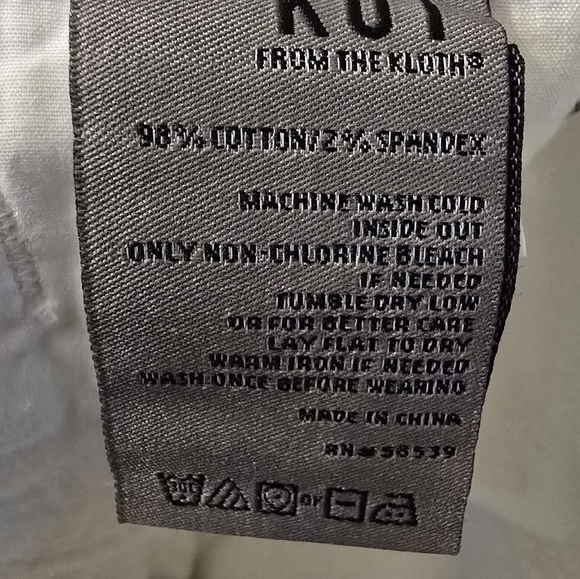 KUT
FROM THE KLOTH®
98% COTTON/2% SPANDEX
MACHINE WASH COLD
INSIDE OUT
ONLY NON-CHLORINE BLEACH
IF NEEDED
TUMBLE DRY LOW
OR FOR BETTER CARE
LAY FLAT TO DRY
WARM IRON IF NEEDED
WASH ONCE BEFORE WEARING
MADE IN CHINA
RN#58539
or